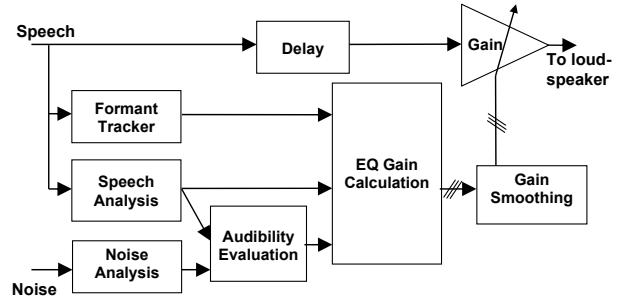 Speech
Delay
Gain
To loud-
speaker
Formant
Tracker
EQ Gain
Calculation
Speech
Analysis
Gain
Smoothing
Audibility
Evaluation
Noise
Analysis
Noise